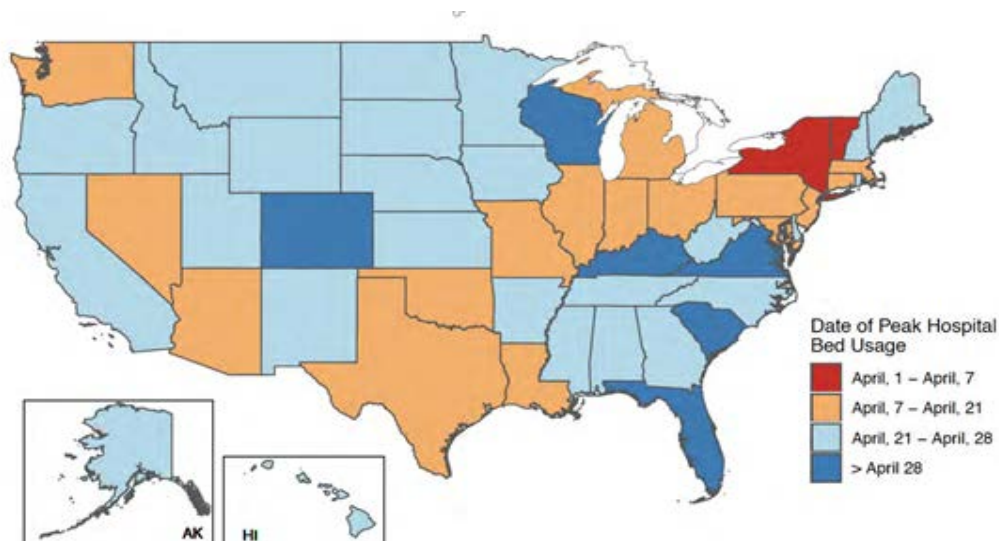 Date of Peak Hospital
Bed Usage
April, 1 – April, 7
April, 7 – April, 21
April, 21 – April, 28
> April 28
AK
HI